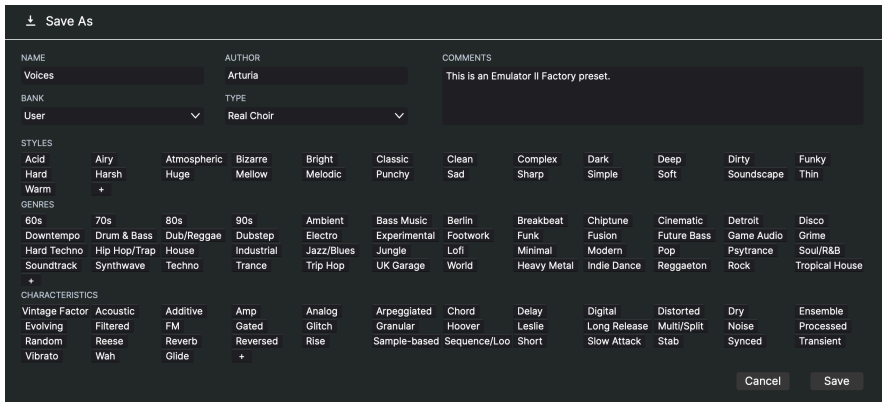 Save As
NAME AUTHOR COMMENTS
Voices Arturia This is an Emulator II Factory preset.
BANK TYPE
User Real Choir
STYLES
Acid Airy Atmospheric Bizarre Bright Classic Clean Complex Dark Deep Dirty Funky
Hard Harsh Huge Mellow Melodic Punchy Sad Sharp Simple Soft Soundscape Thin
Warm +
GENRES
60s 70s 80s 90s Ambient Bass Music Berlin Breakbeat Chiptune Cinematic Detroit Disco
Downtempo Drum & Bass Dub/Reggae Dubstep Electro Experimental Footwork Funk Fusion Future Bass Game Audio Grime
Hard Techno Hip Hop/Trap House Industrial Jazz/Blues Jungle Lofi Minimal Modern Pop Psytrance Soul/R&B
Soundtrack Synthwave Techno Trance Trip Hop UK Garage World Heavy Metal Indie Dance Reggaeton Rock Tropical House
+
CHARACTERISTICS
Vintage Factor Acoustic Additive Amp Analog Arpeggiated Chord Delay Digital Distorted Dry Ensemble
Evolving Filtered FM Gated Glitch Granular Hoover Leslie Long Release Multi/Split Noise Processed
Random Reese Reverb Reversed Rise Sample-based Sequence/Loo Short Slow Attack Stab Synced Transient
Vibrato Wah Glide +
Cancel Save